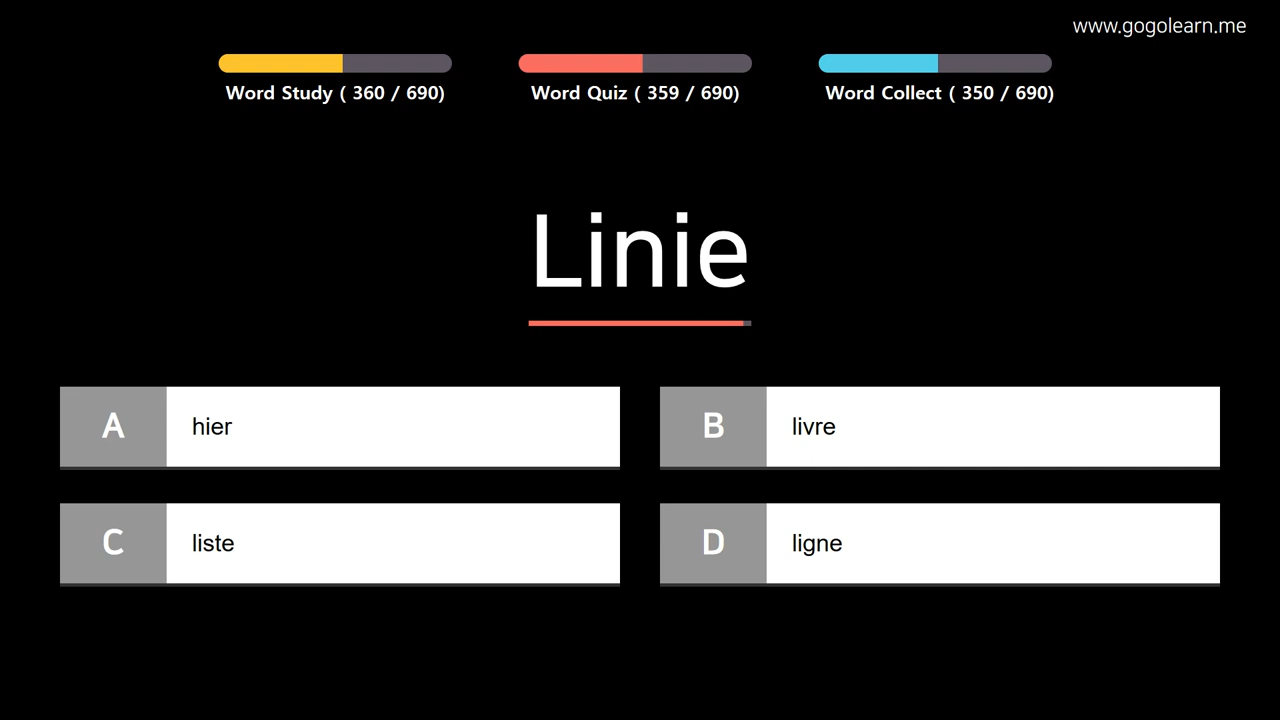 www.gogolearn.me
Word Study ( 360 / 690)
Word Quiz ( 359 / 690)
Word Collect ( 350 / 690)
Linie
A
hier
B
livre
C
liste
D
ligne